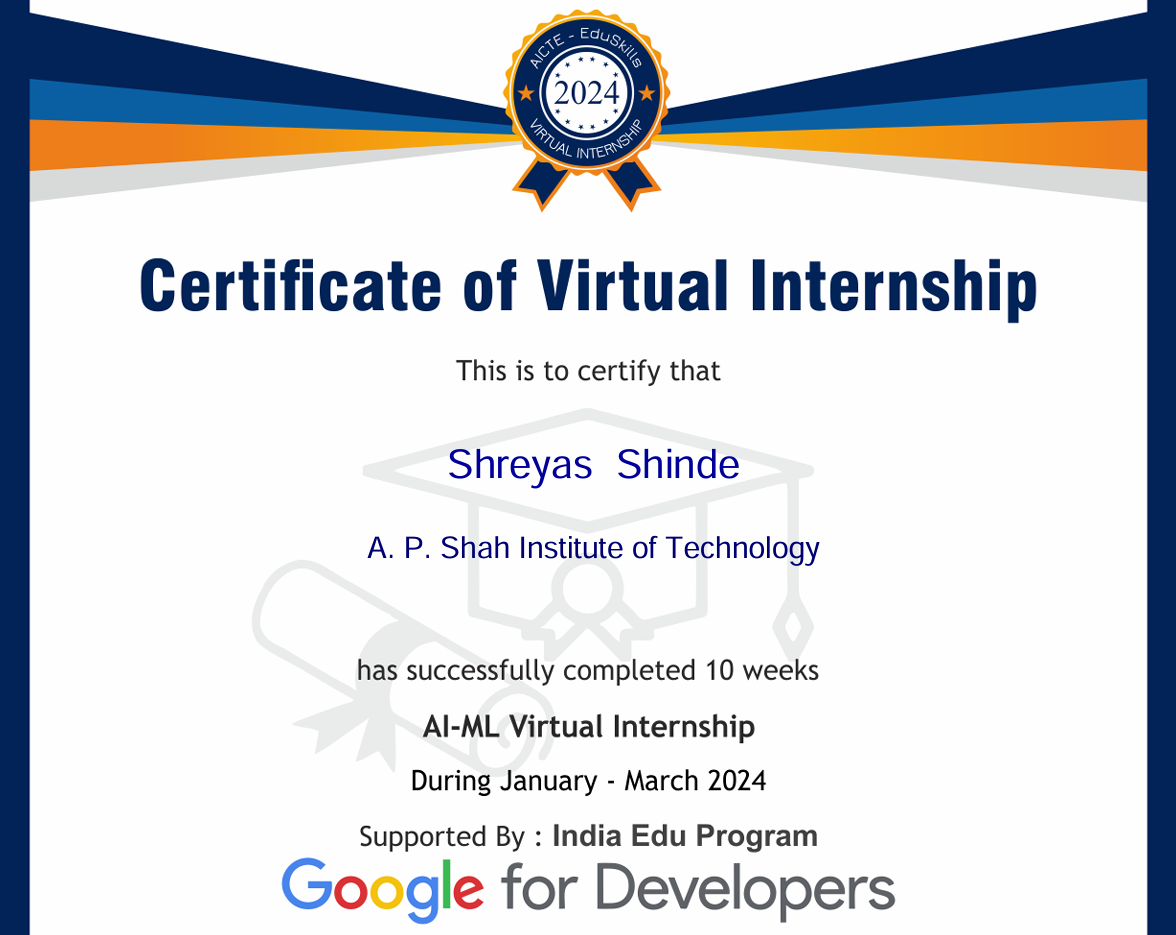 AICTE - EduSkills
2024
VIRTUAL INTERNSHIP
Certificate of Virtual Internship
This is to certify that
Shreyas Shinde
A. P. Shah Institute of Technology
has successfully completed 10 weeks
AI-ML Virtual Internship
During January - March 2024
Supported By : India Edu Program
Google for Developers